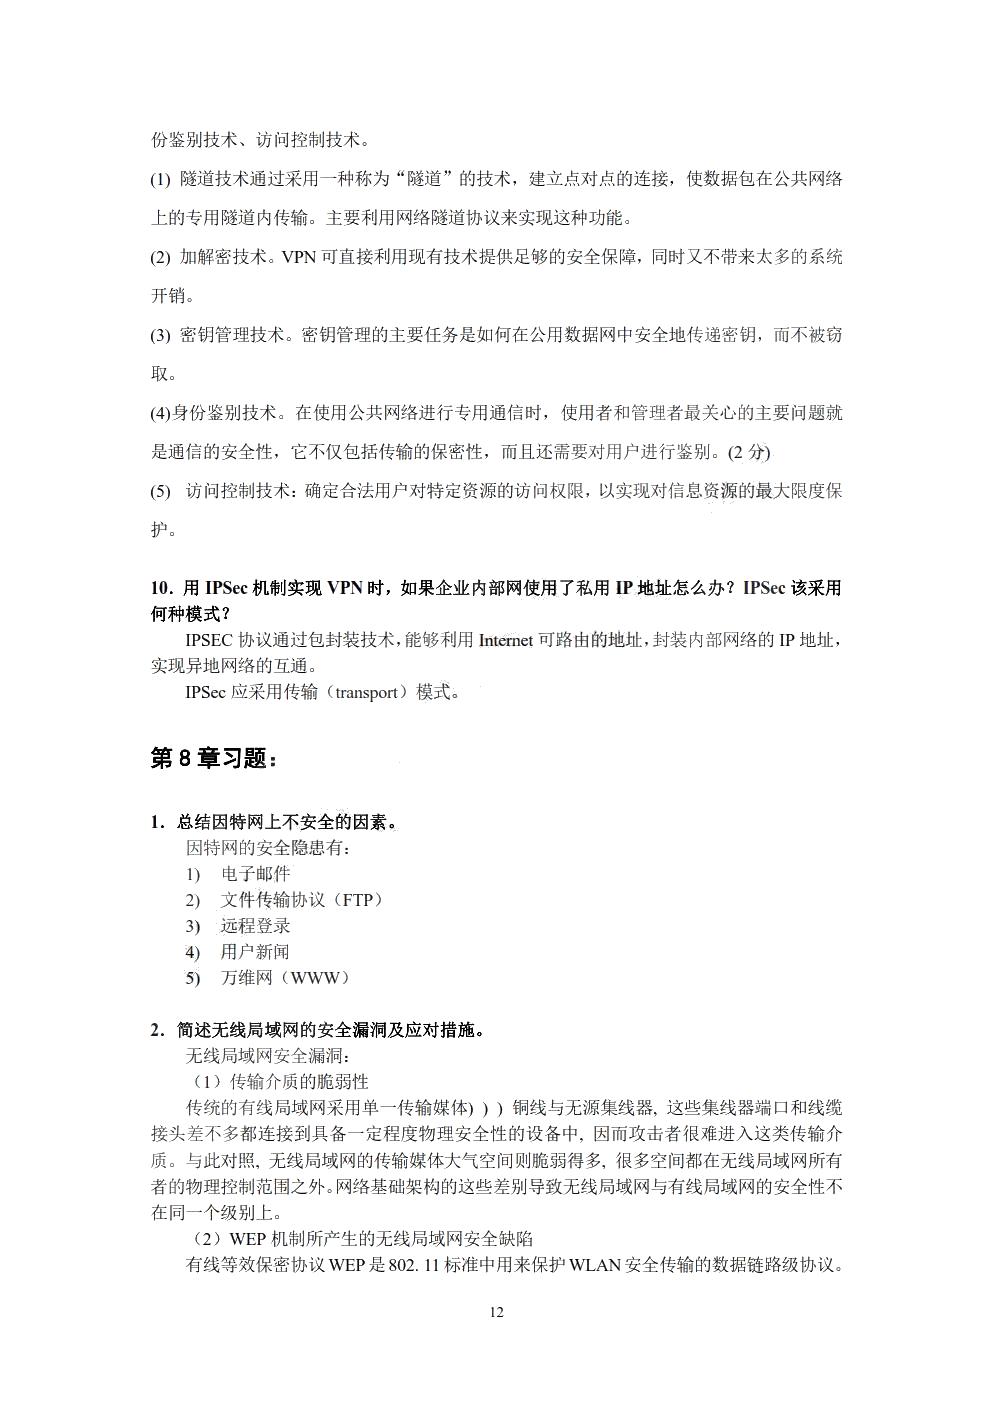 份鉴别技术、访问控制技术。
(1) 隧道技术通过采用一种称为“隧道”的技术，建立点对点的连接，使数据包在公共网络
上的专用隧道内传输。主要利用网络隧道协议来实现这种功能。
(2) 加解密技术。VPN 可直接利用现有技术提供足够的安全保障，同时又不带来太多的系统
开销。
(3) 密钥管理技术。密钥管理的主要任务是如何在公用数据网中安全地传递密钥，而不被窃
取。
(4)身份鉴别技术。在使用公共网络进行专用通信时，使用者和管理者最关心的主要问题就
是通信的安全性，它不仅包括传输的保密性，而且还需要对用户进行鉴别。(2 分)
(5) 访问控制技术：确定合法用户对特定资源的访问权限，以实现对信息资源的最大限度保
护。
10．用 IPSec 机制实现 VPN 时，如果企业内部网使用了私用 IP 地址怎么办？IPSec 该采用
何种模式？
IPSEC 协议通过包封装技术，能够利用 Internet 可路由的地址，封装内部网络的 IP 地址，
实现异地网络的互通。
IPSec 应采用传输（transport）模式。
第 8 章习题：
1．总结因特网上不安全的因素。
因特网的安全隐患有：
1) 电子邮件
2) 文件传输协议（FTP）
3) 远程登录
4) 用户新闻
5) 万维网（WWW）
2．简述无线局域网的安全漏洞及应对措施。
无线局域网安全漏洞：
（1）传输介质的脆弱性
传统的有线局域网采用单一传输媒体) ) ) 铜线与无源集线器, 这些集线器端口和线缆
接头差不多都连接到具备一定程度物理安全性的设备中, 因而攻击者很难进入这类传输介
质。与此对照, 无线局域网的传输媒体大气空间则脆弱得多, 很多空间都在无线局域网所有
者的物理控制范围之外。网络基础架构的这些差别导致无线局域网与有线局域网的安全性不
在同一个级别上。
（2）WEP 机制所产生的无线局域网安全缺陷
有线等效保密协议 WEP 是 802. 11 标准中用来保护 WLAN 安全传输的数据链路级协议。
12